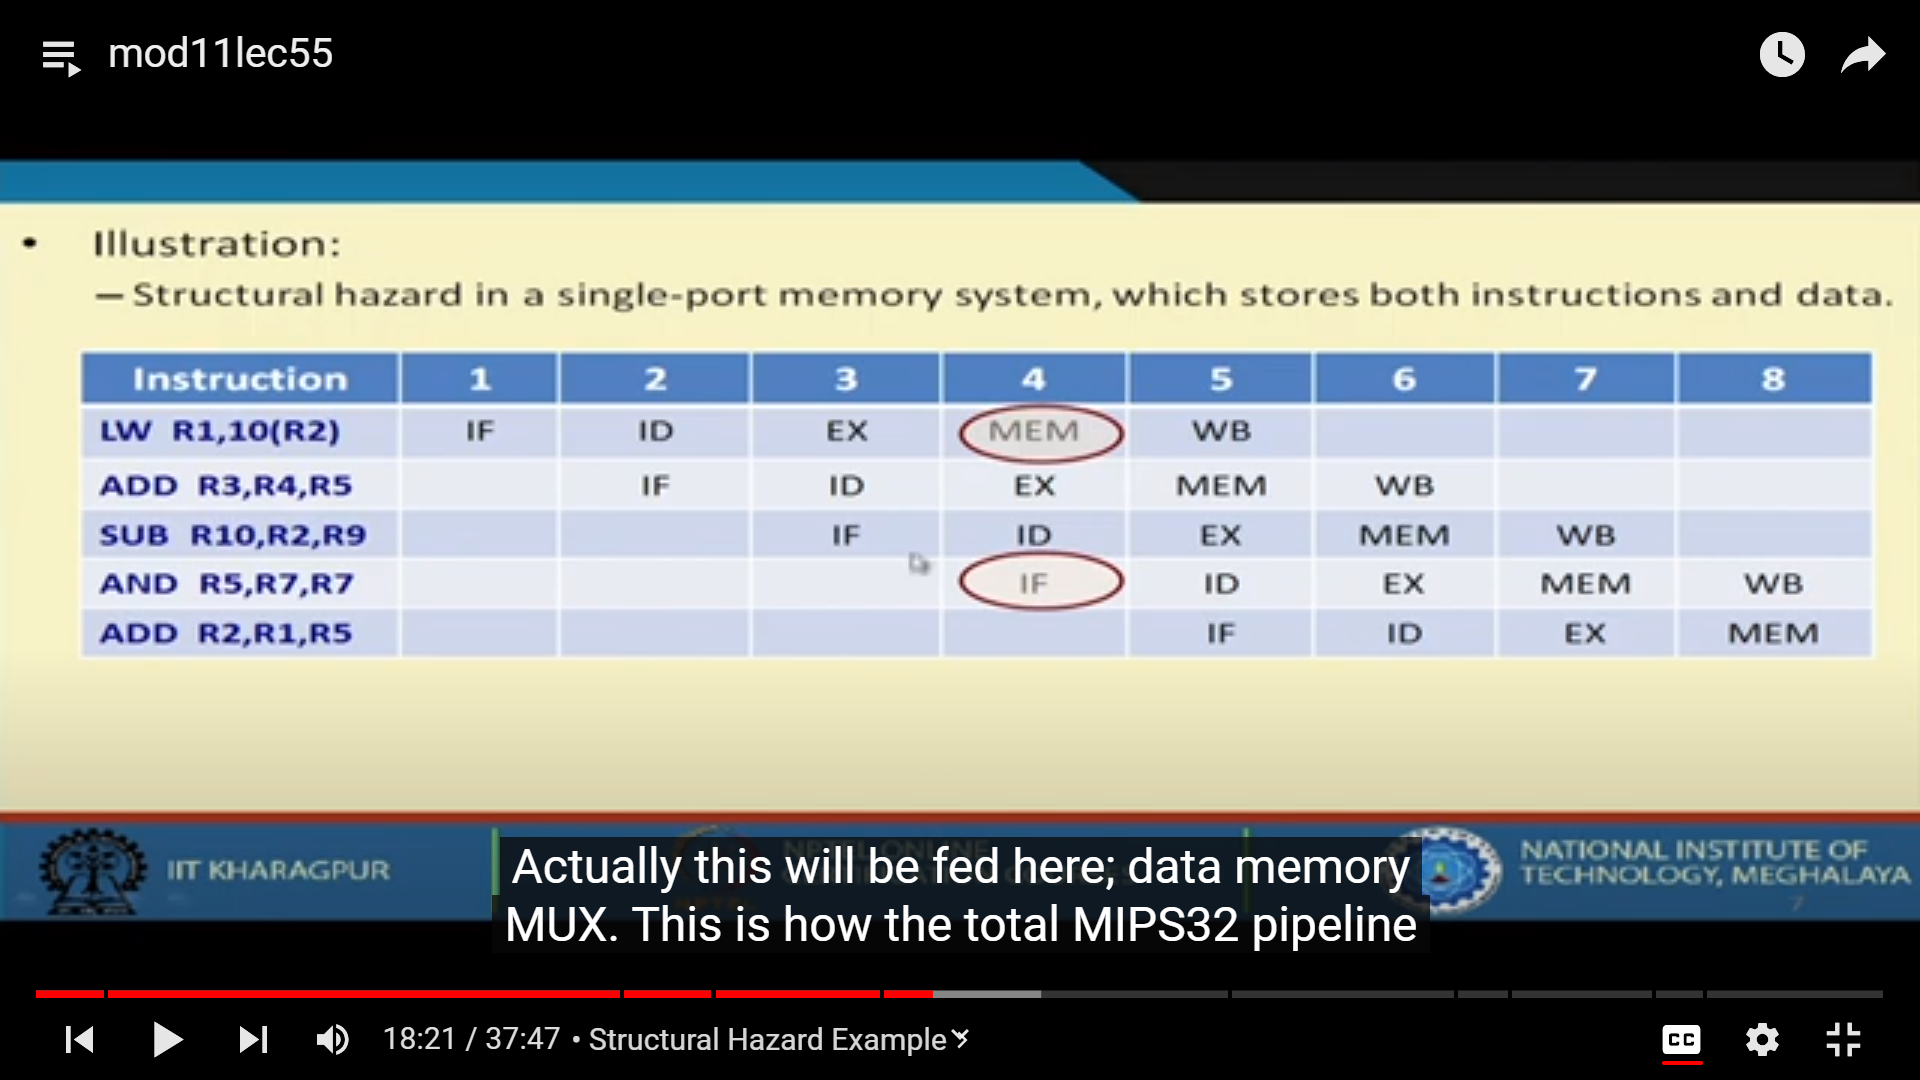 mod11lec55
• Illustration:
– Structural hazard in a single-port memory system, which stores both instructions and data.
Instruction 1 2 3 4 5 6 7 8
LW R1,10(R2) IF ID EX MEM WB
ADD R3,R4,R5 IF ID EX MEM WB
SUB R10,R2,R9 IF ID EX MEM WB
AND R5,R7,R7 IF ID EX MEM WB
ADD R2,R1,R5 IF ID EX MEM
IIT KHARAGPUR
NATIONAL INSTITUTE OF
TECHNOLOGY, MEGHALAYA
7
Actually this will be fed here; data memory
MUX. This is how the total MIPS32 pipeline
18:21 / 37:47 • Structural Hazard Example
CC